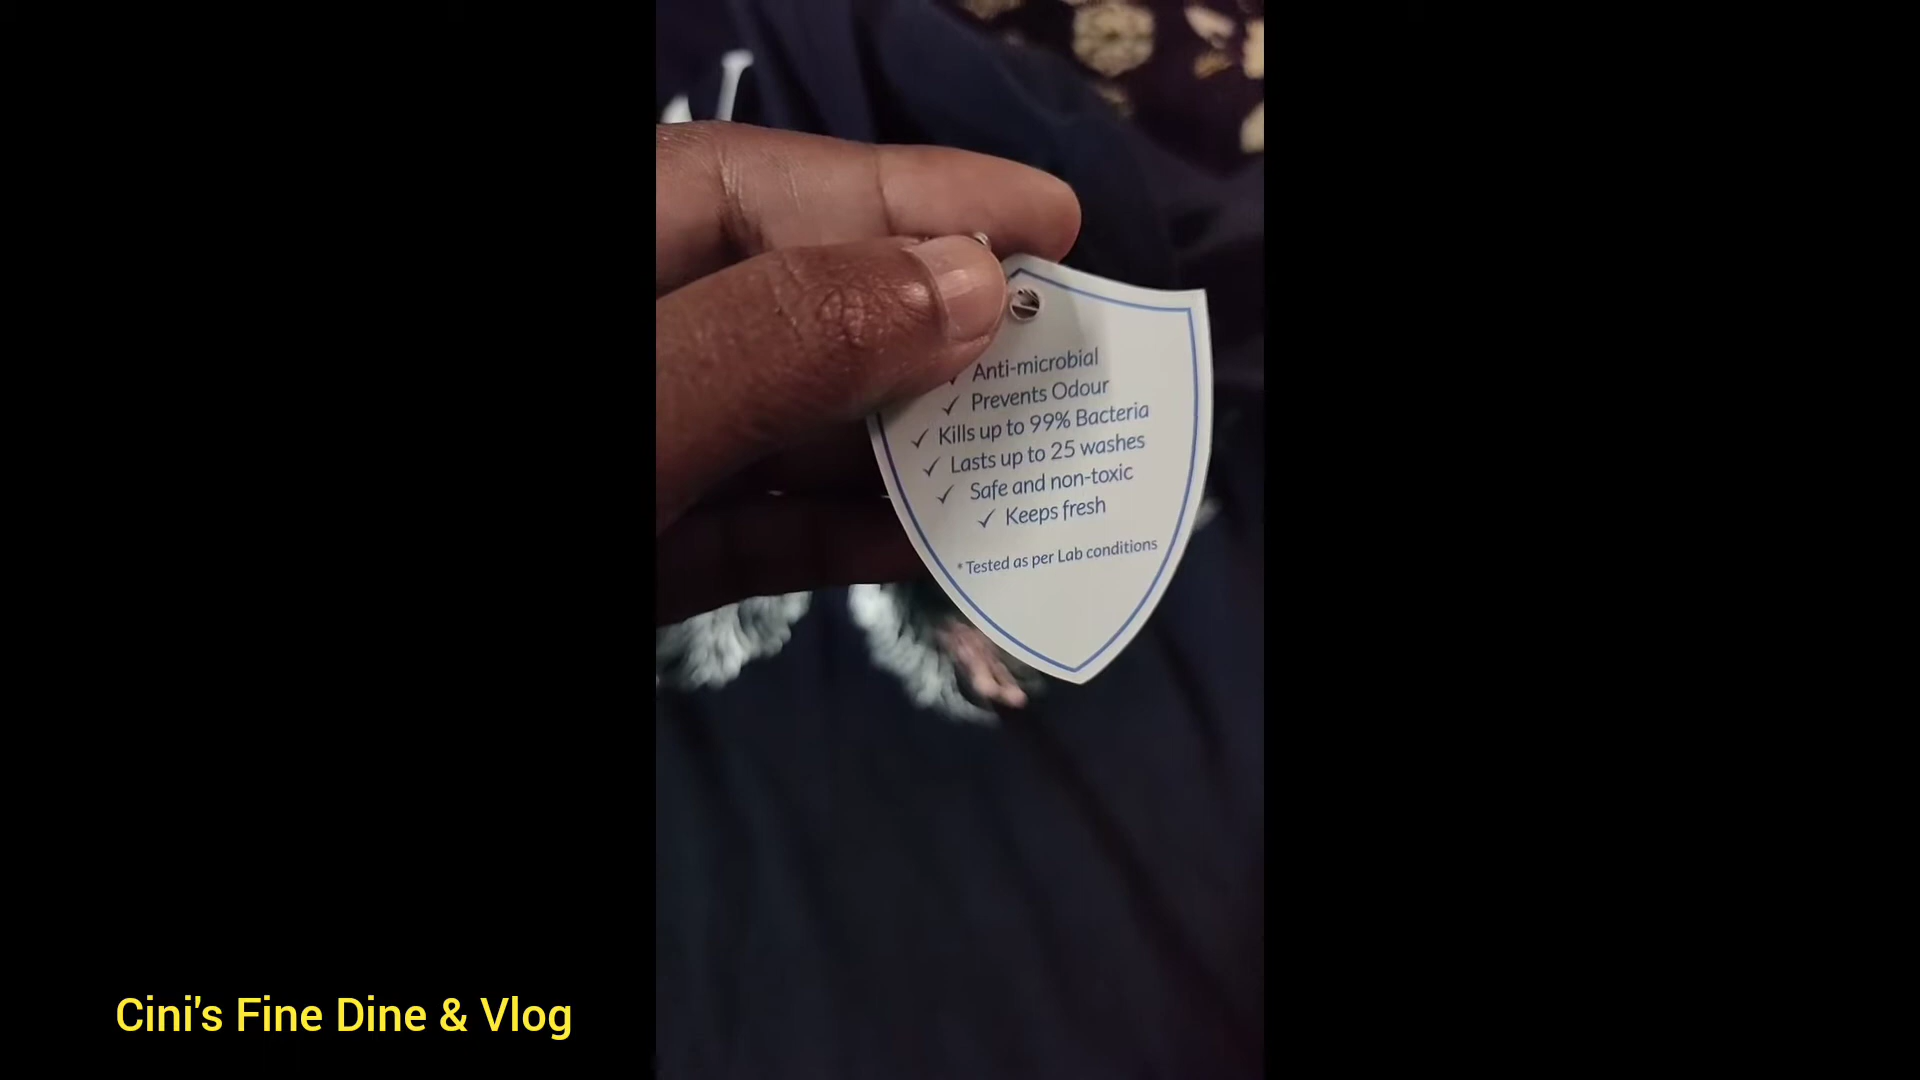 ✓ Anti-microbial
✓ Prevents Odour
✓ Kills up to 99% Bacteria
✓ Lasts up to 25 washes
✓ Safe and non-toxic
✓ Keeps fresh
* Tested as per Lab conditions
Cini's Fine Dine & Vlog